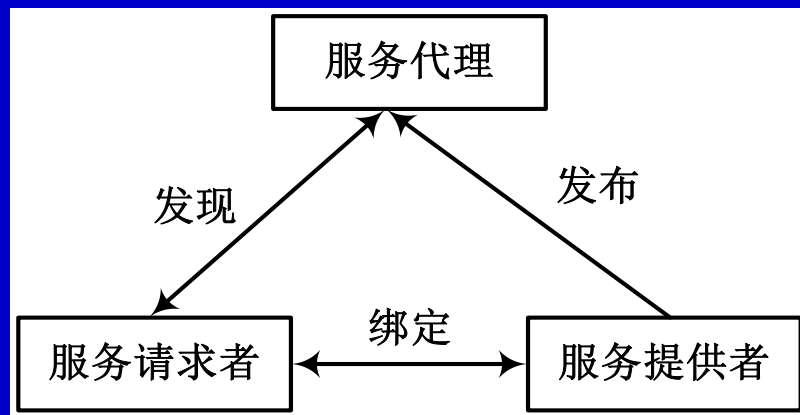 服务代理
发布
发现
绑定
服务请求者
服务提供者